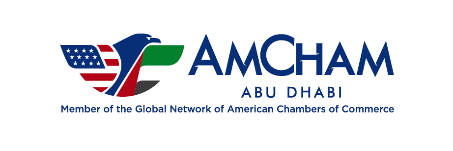 AMCHAM
ABU DHABI
Member of the Global Network of American Chambers of Commerce